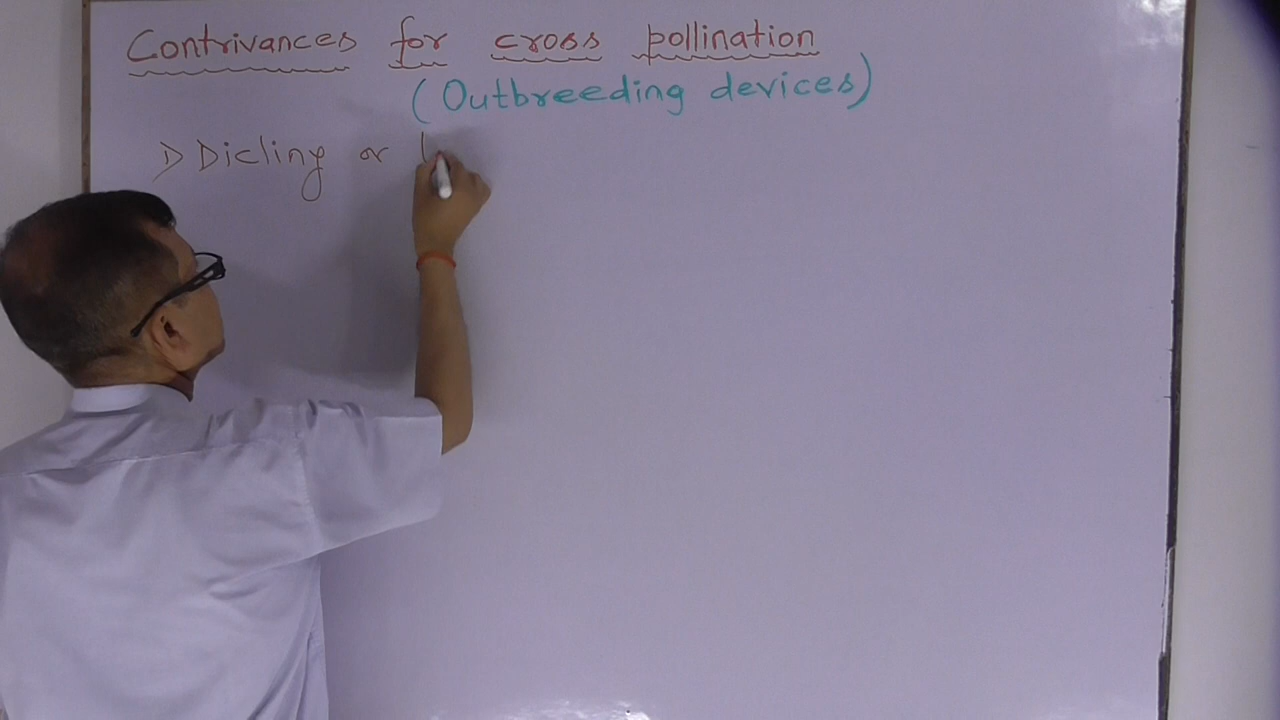 Contrivances for cross pollination
(Outbreeding devices)
1) Dicliny or